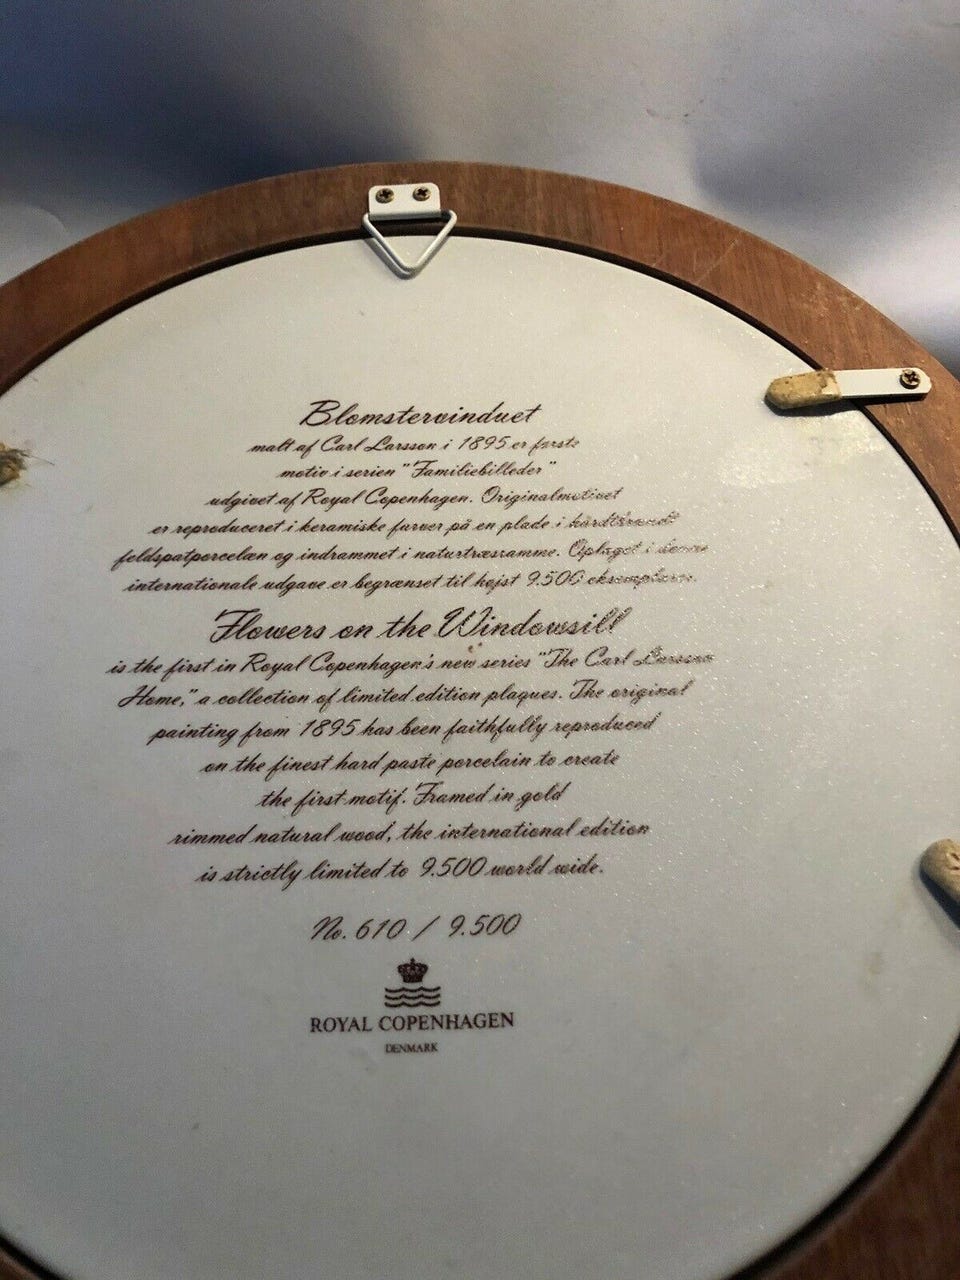 Blomstervinduet
malt af Carl Larsson i 1895 er første
motiv i serien "Familiebilleder"
udgivet af Royal Copenhagen. Originalmotivet
er reproduceret i keramiske farver på en plade i hårdtbrændt
feldspatporcelæn og indrammet i naturtræsramme. Oplaget i denne
internationale udgave er begrænset til højst 9.500 eksemplarer.
Flowers on the Windowsill
is the first in Royal Copenhagen's new series "The Carl Larsson
Home," a collection of limited edition plaques. The original
painting from 1895 has been faithfully reproduced
on the finest hard paste porcelain to create
the first motif. Framed in gold
rimmed natural wood, the international edition
is strictly limited to 9.500 world wide.
No. 610 / 9.500
ROYAL COPENHAGEN
DENMARK